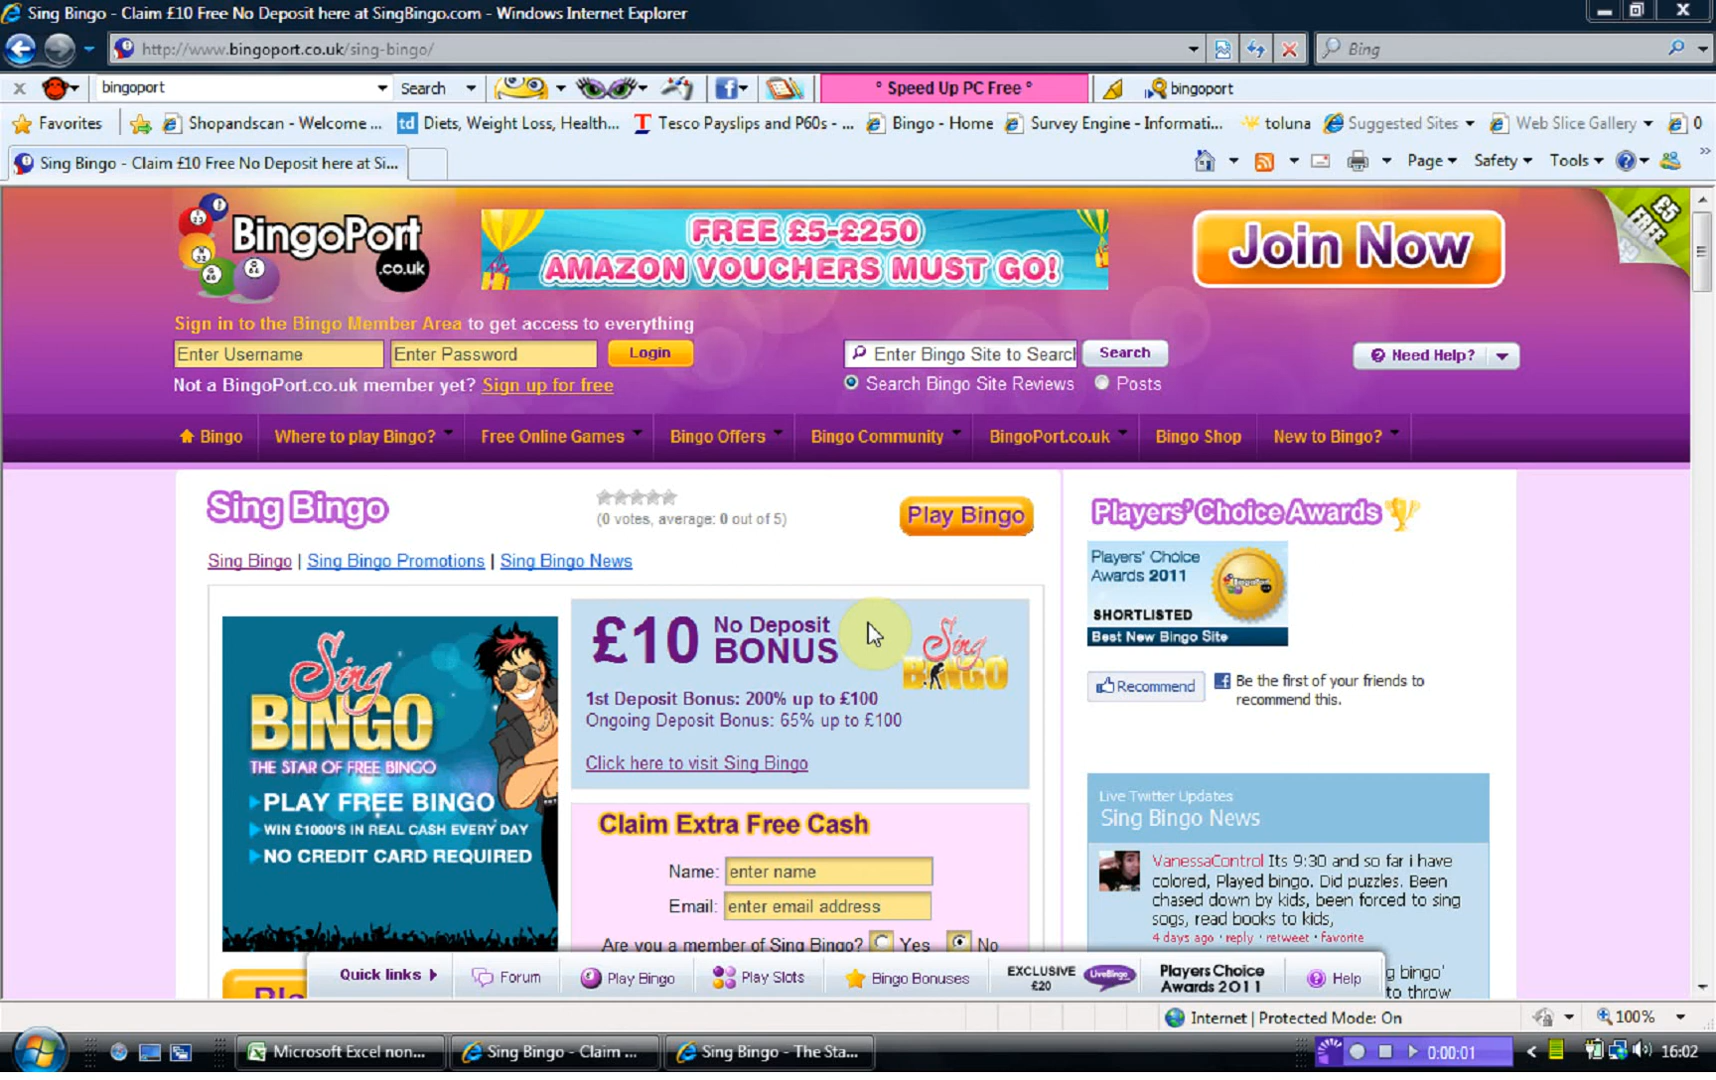 Sing Bingo - Claim £10 Free No Deposit here at SingBingo.com - Windows Internet Explorer
http://www.bingoport.co.uk/sing-bingo/
Bing
bingoport
Search
° Speed Up PC Free °
bingoport
Favorites
Shopandscan - Welcome ...
td Diets, Weight Loss, Health...
T Tesco Payslips and P60s - ...
Bingo - Home
Survey Engine - Informati...
toluna
Suggested Sites
Web Slice Gallery
0
Sing Bingo - Claim £10 Free No Deposit here at Si...
Page
Safety
Tools
BingoPort
.co.uk
FREE £5-£250
AMAZON VOUCHERS MUST GO!
Join Now
£5
FREE
Sign in to the Bingo Member Area to get access to everything
Enter Username
Enter Password
Login
Enter Bingo Site to Search
Search
Need Help?
Not a BingoPort.co.uk member yet? Sign up for free
Search Bingo Site Reviews
Posts
Bingo
Where to play Bingo?
Free Online Games
Bingo Offers
Bingo Community
BingoPort.co.uk
Bingo Shop
New to Bingo?
Sing Bingo
(0 votes, average: 0 out of 5)
Play Bingo
Sing Bingo | Sing Bingo Promotions | Sing Bingo News
Sing
BINGO
THE STAR OF FREE BINGO
PLAY FREE BINGO
WIN £1000'S IN REAL CASH EVERY DAY
NO CREDIT CARD REQUIRED
£10 No Deposit
BONUS
Sing
BINGO
1st Deposit Bonus: 200% up to £100
Ongoing Deposit Bonus: 65% up to £100
Click here to visit Sing Bingo
Claim Extra Free Cash
Name: enter name
Email: enter email address
Are you a member of Sing Bingo? Yes No
Players' Choice Awards
Players' Choice
Awards 2011
SHORTLISTED
Best New Bingo Site
Recommend
Be the first of your friends to
recommend this.
Live Twitter Updates
Sing Bingo News
VanessaControl Its 9:30 and so far i have
colored, Played bingo. Did puzzles. Been
chased down by kids, been forced to sing
sogs, read books to kids,
4 days ago · reply · retweet · favorite
g bingo'
to throw
Quick links
Forum
Play Bingo
Play Slots
Bingo Bonuses
EXCLUSIVE
£20
LiveBingo
Players Choice
Awards 2011
Help
Internet | Protected Mode: On
100%
Microsoft Excel non...
Sing Bingo - Claim ...
Sing Bingo - The Sta...
0:00:01
16:02